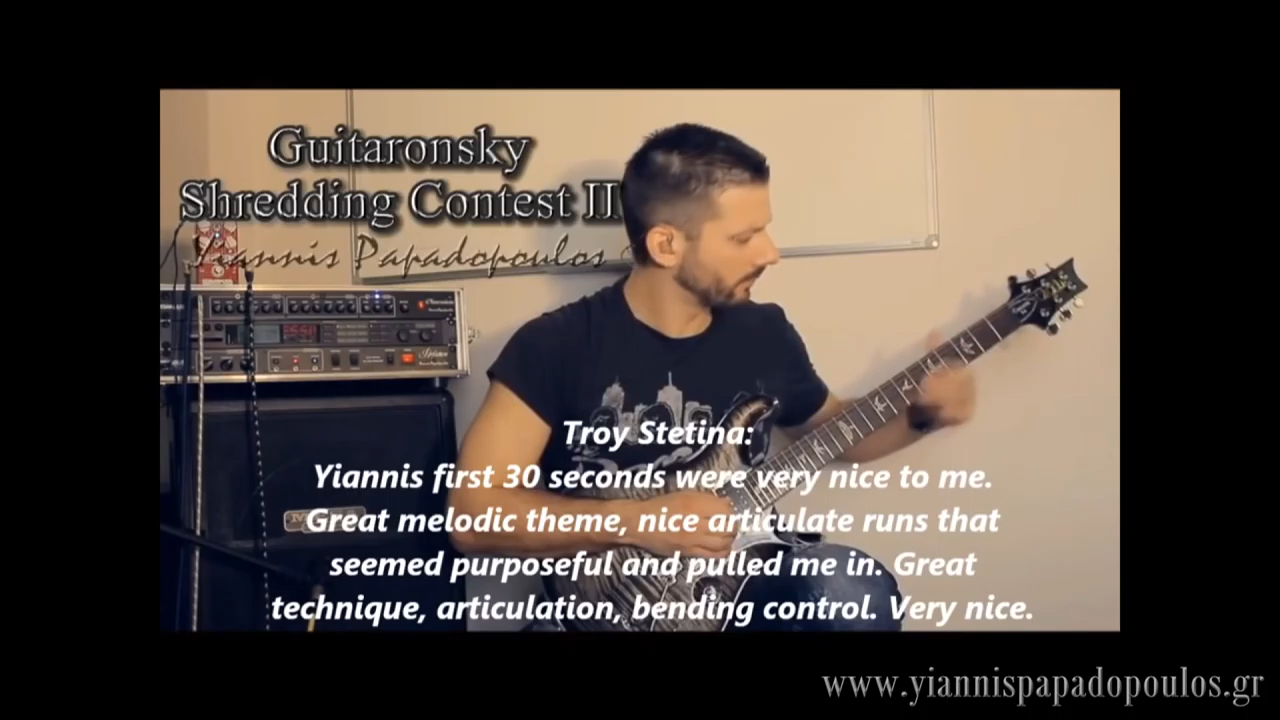 Guitaronsky
Shredding Contest II
Yiannis Papadopoulos
Troy Stetina:
Yiannis first 30 seconds were very nice to me.
Great melodic theme, nice articulate runs that
seemed purposeful and pulled me in. Great
technique, articulation, bending control. Very nice.
www.yiannispapadopoulos.gr